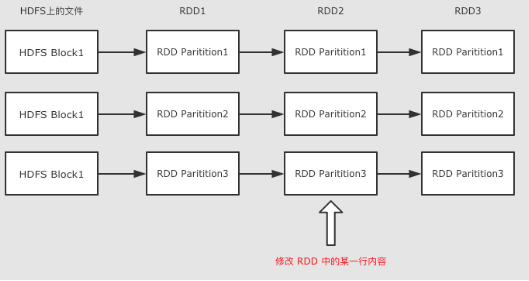 HDFS上的文件 RDD1 RDD2 RDD3
HDFS Block1 RDD Paritition1 RDD Paritition1 RDD Paritition1
HDFS Block1 RDD Paritition2 RDD Paritition2 RDD Paritition2
HDFS Block1 RDD Paritition3 RDD Paritition3 RDD Paritition3
修改 RDD 中的某一行内容